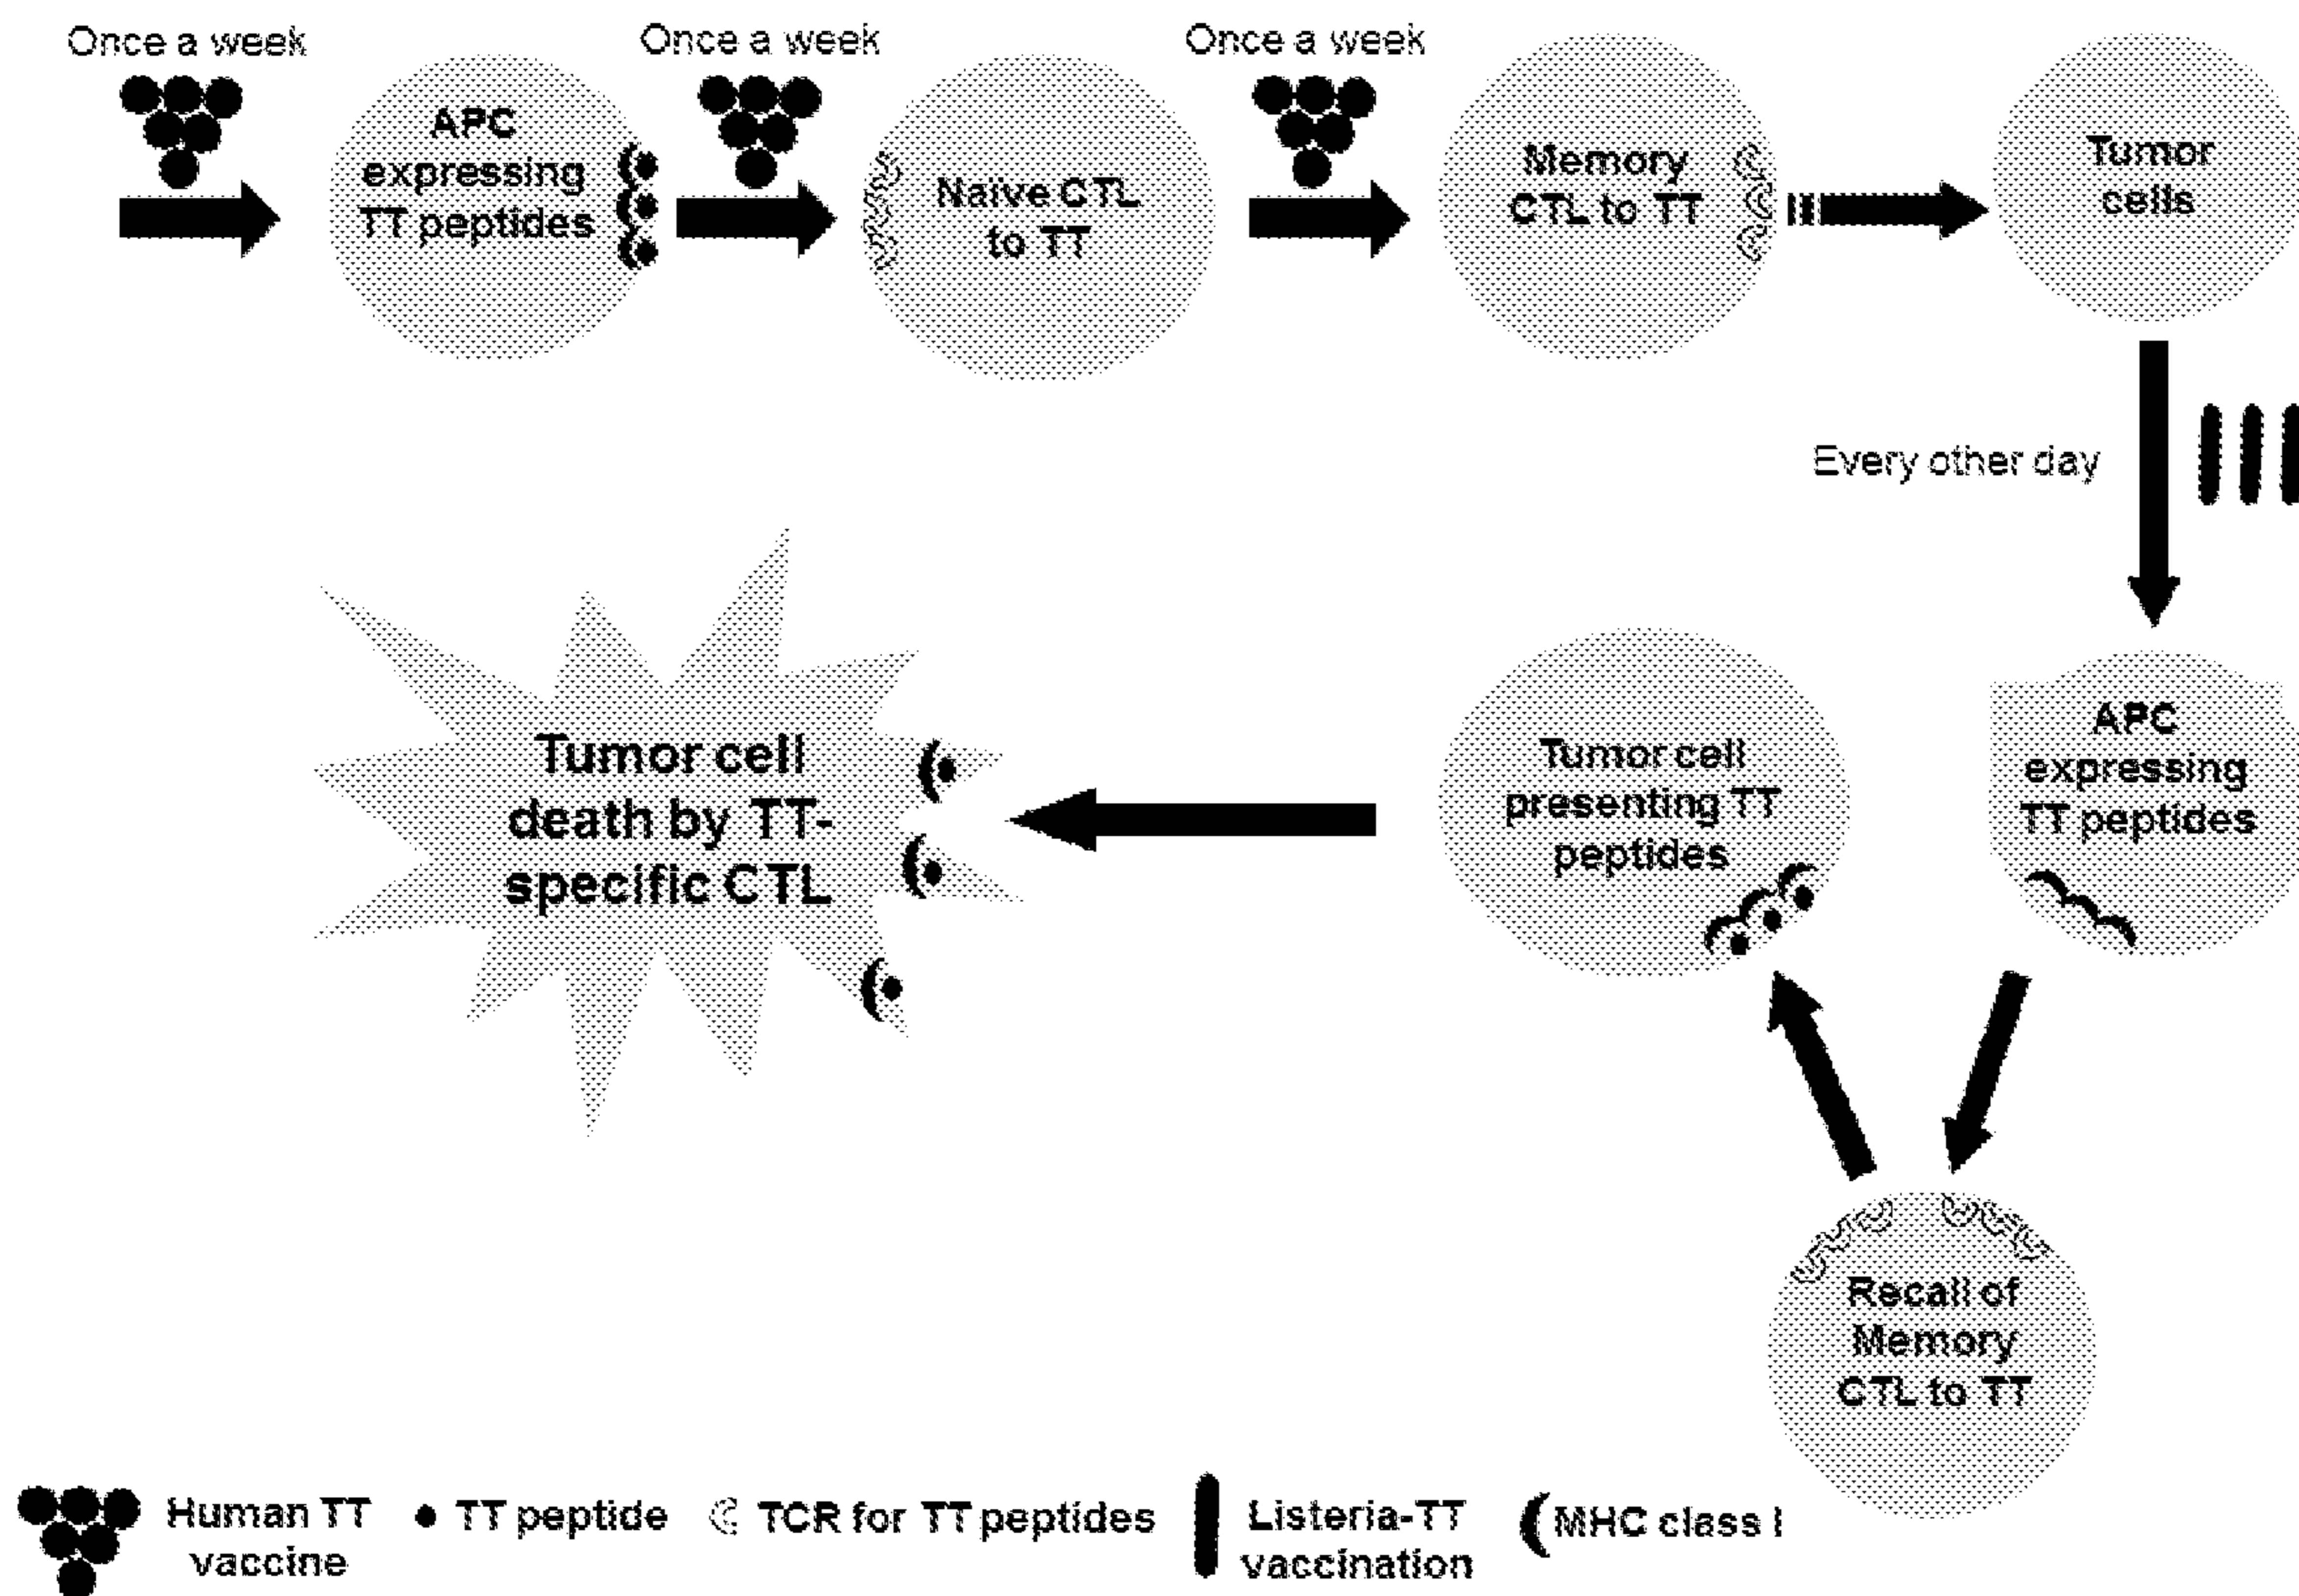 Once a week
Once a week
Once a week
APC
expressing
TT peptides
Naive CTL
to TT
Memory
CTL to TT
Tumor
cells
Every other day
APC
expressing
TT peptides
Tumor cell
presenting TT
peptides
Tumor cell
death by TT-
specific CTL
Recall of
Memory
CTL to TT
Human TT
vaccine
TT peptide
TCR for TT peptides
Listeria-TT
vaccination
MHC class I